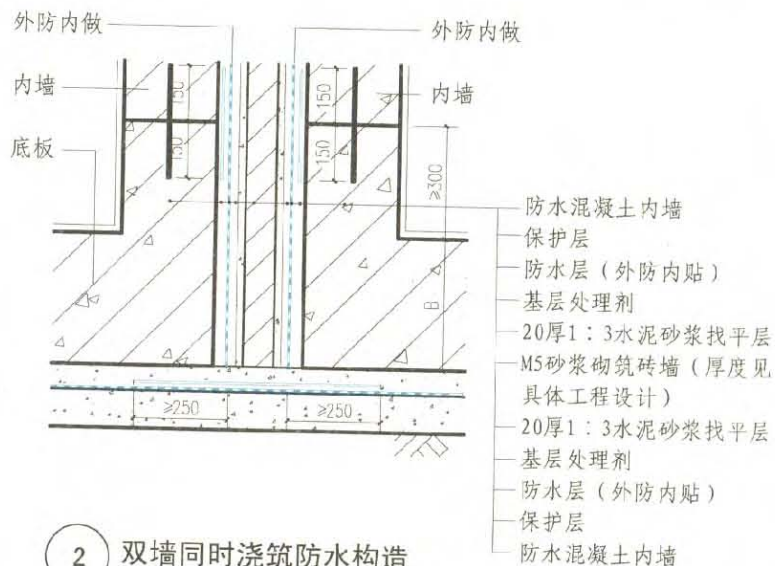 外防内做
外防内做
内墙
内墙
底板
150
150
150
150
≥300
B
≥250
≥250
防水混凝土内墙
保护层
防水层（外防内贴）
基层处理剂
20厚1：3水泥砂浆找平层
M5砂浆砌筑砖墙（厚度见
具体工程设计）
20厚1：3水泥砂浆找平层
基层处理剂
防水层（外防内贴）
保护层
防水混凝土内墙
2 双墙同时浇筑防水构造